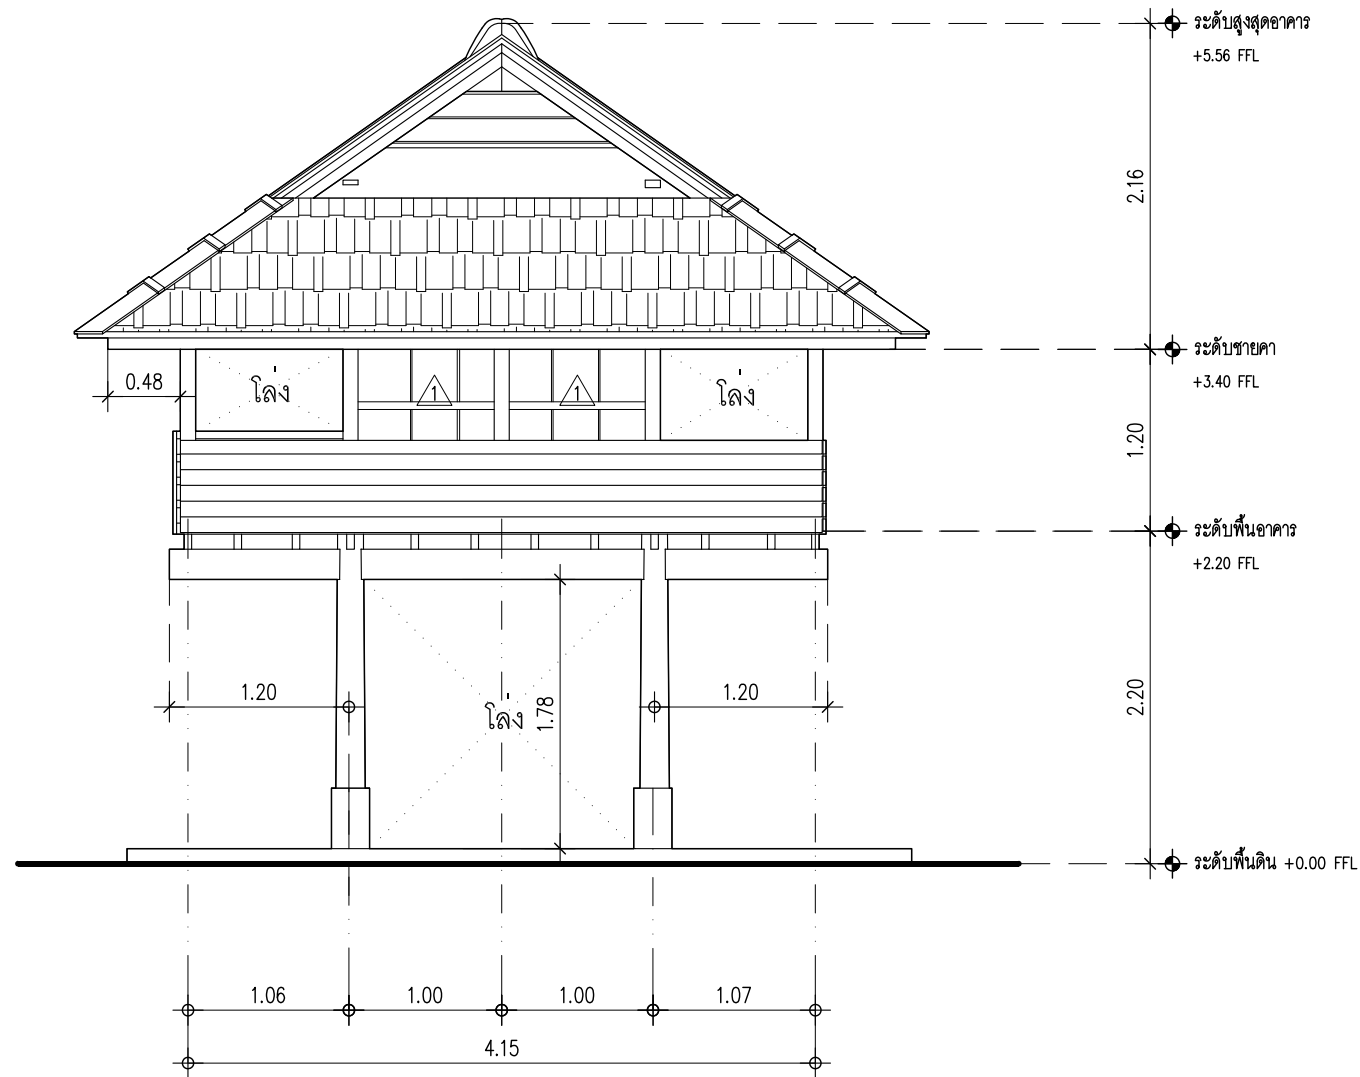 ระดับสูงสุดอาคาร
+5.56 FFL
2.16
ระดับชายคา
+3.40 FFL
0.48
โล่ง
1
1
โล่ง
1.20
ระดับพื้นอาคาร
+2.20 FFL
1.20
1.20
โล่ง
1.78
2.20
ระดับพื้นดิน +0.00 FFL
1.06
1.00
1.00
1.07
4.15